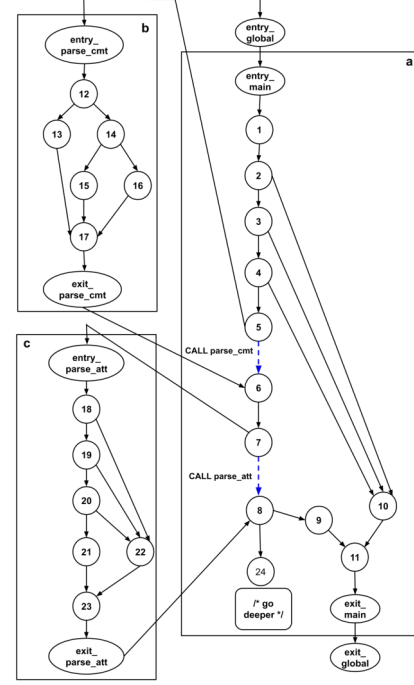 b
entry_
parse_cmt
12
13
14
15
16
17
exit_
parse_cmt
c
entry_
parse_att
18
19
20
21
22
23
exit_
parse_att
entry_
global
a
entry_
main
1
2
3
4
5
CALL parse_cmt
6
7
CALL parse_att
8
9
10
11
24
/* go
deeper */
exit_
main
exit_
global